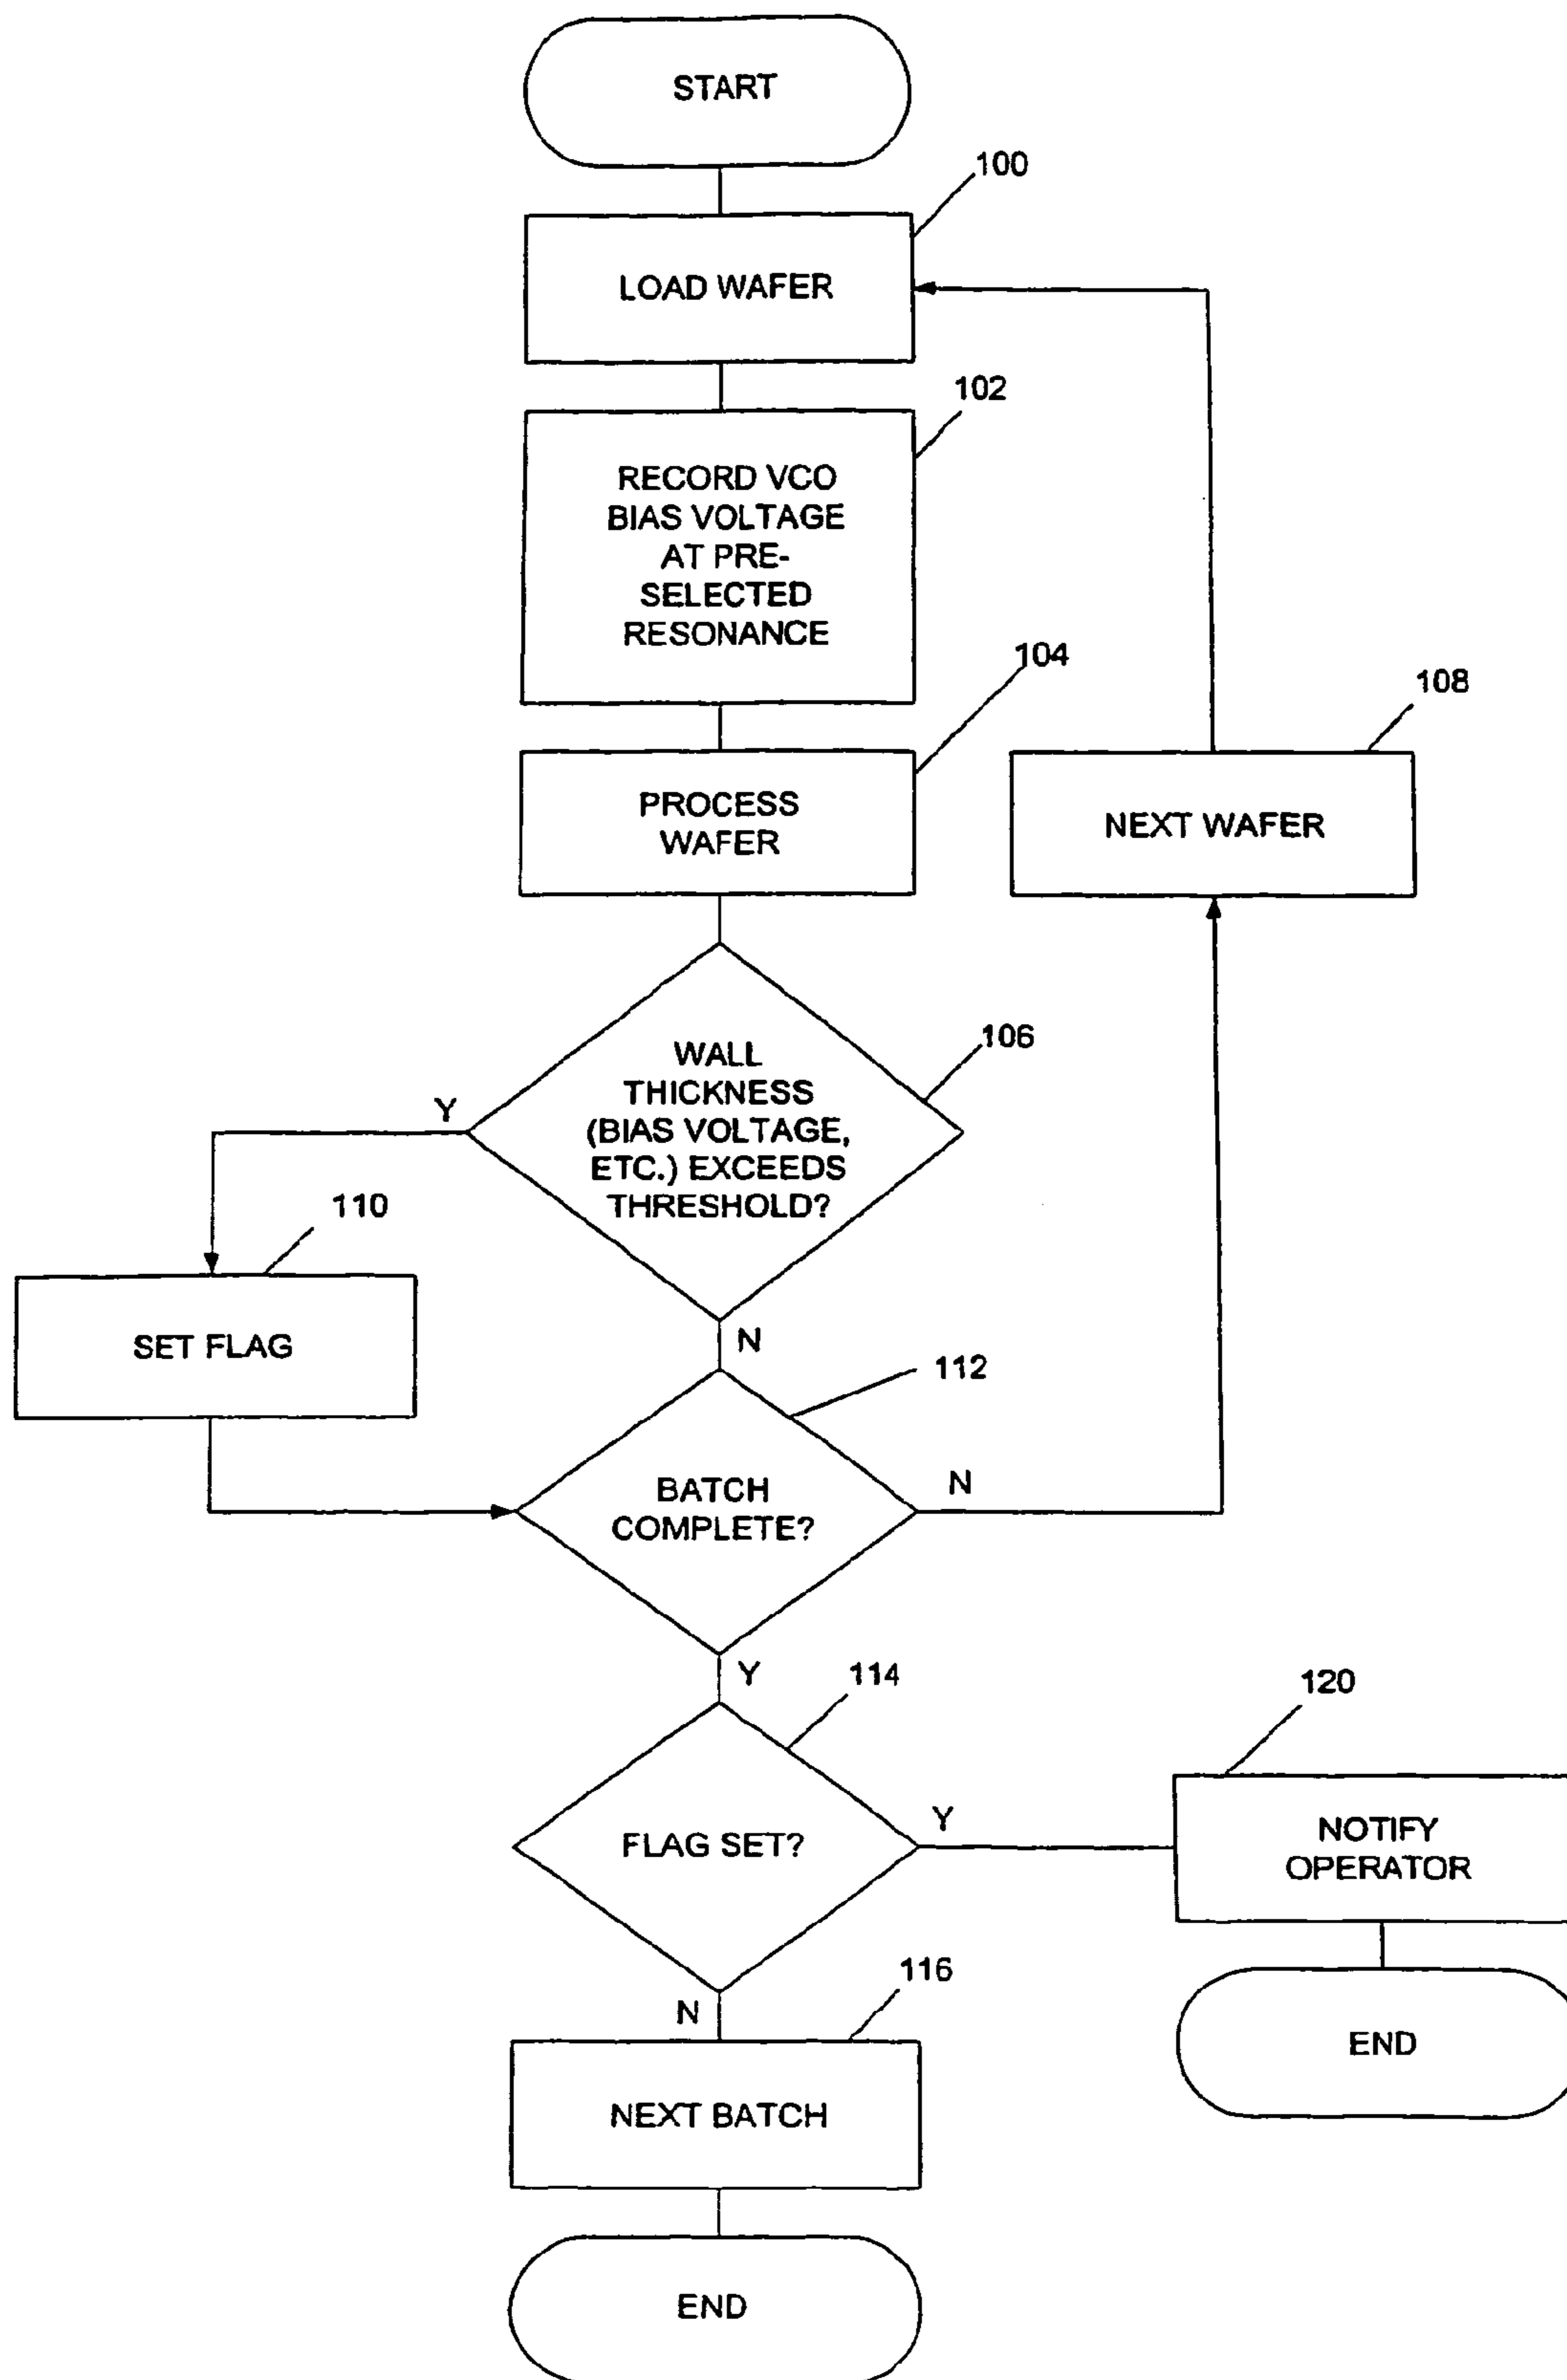 START
100
LOAD WAFER
102
RECORD VCO
BIAS VOLTAGE
AT PRE-
SELECTED
RESONANCE
104
PROCESS
WAFER
108
NEXT WAFER
106
WALL
THICKNESS
(BIAS VOLTAGE,
ETC.) EXCEEDS
THRESHOLD?
Y
110
SET FLAG
N
112
BATCH
COMPLETE?
N
Y
114
FLAG SET?
Y
120
NOTIFY
OPERATOR
END
N
116
NEXT BATCH
END